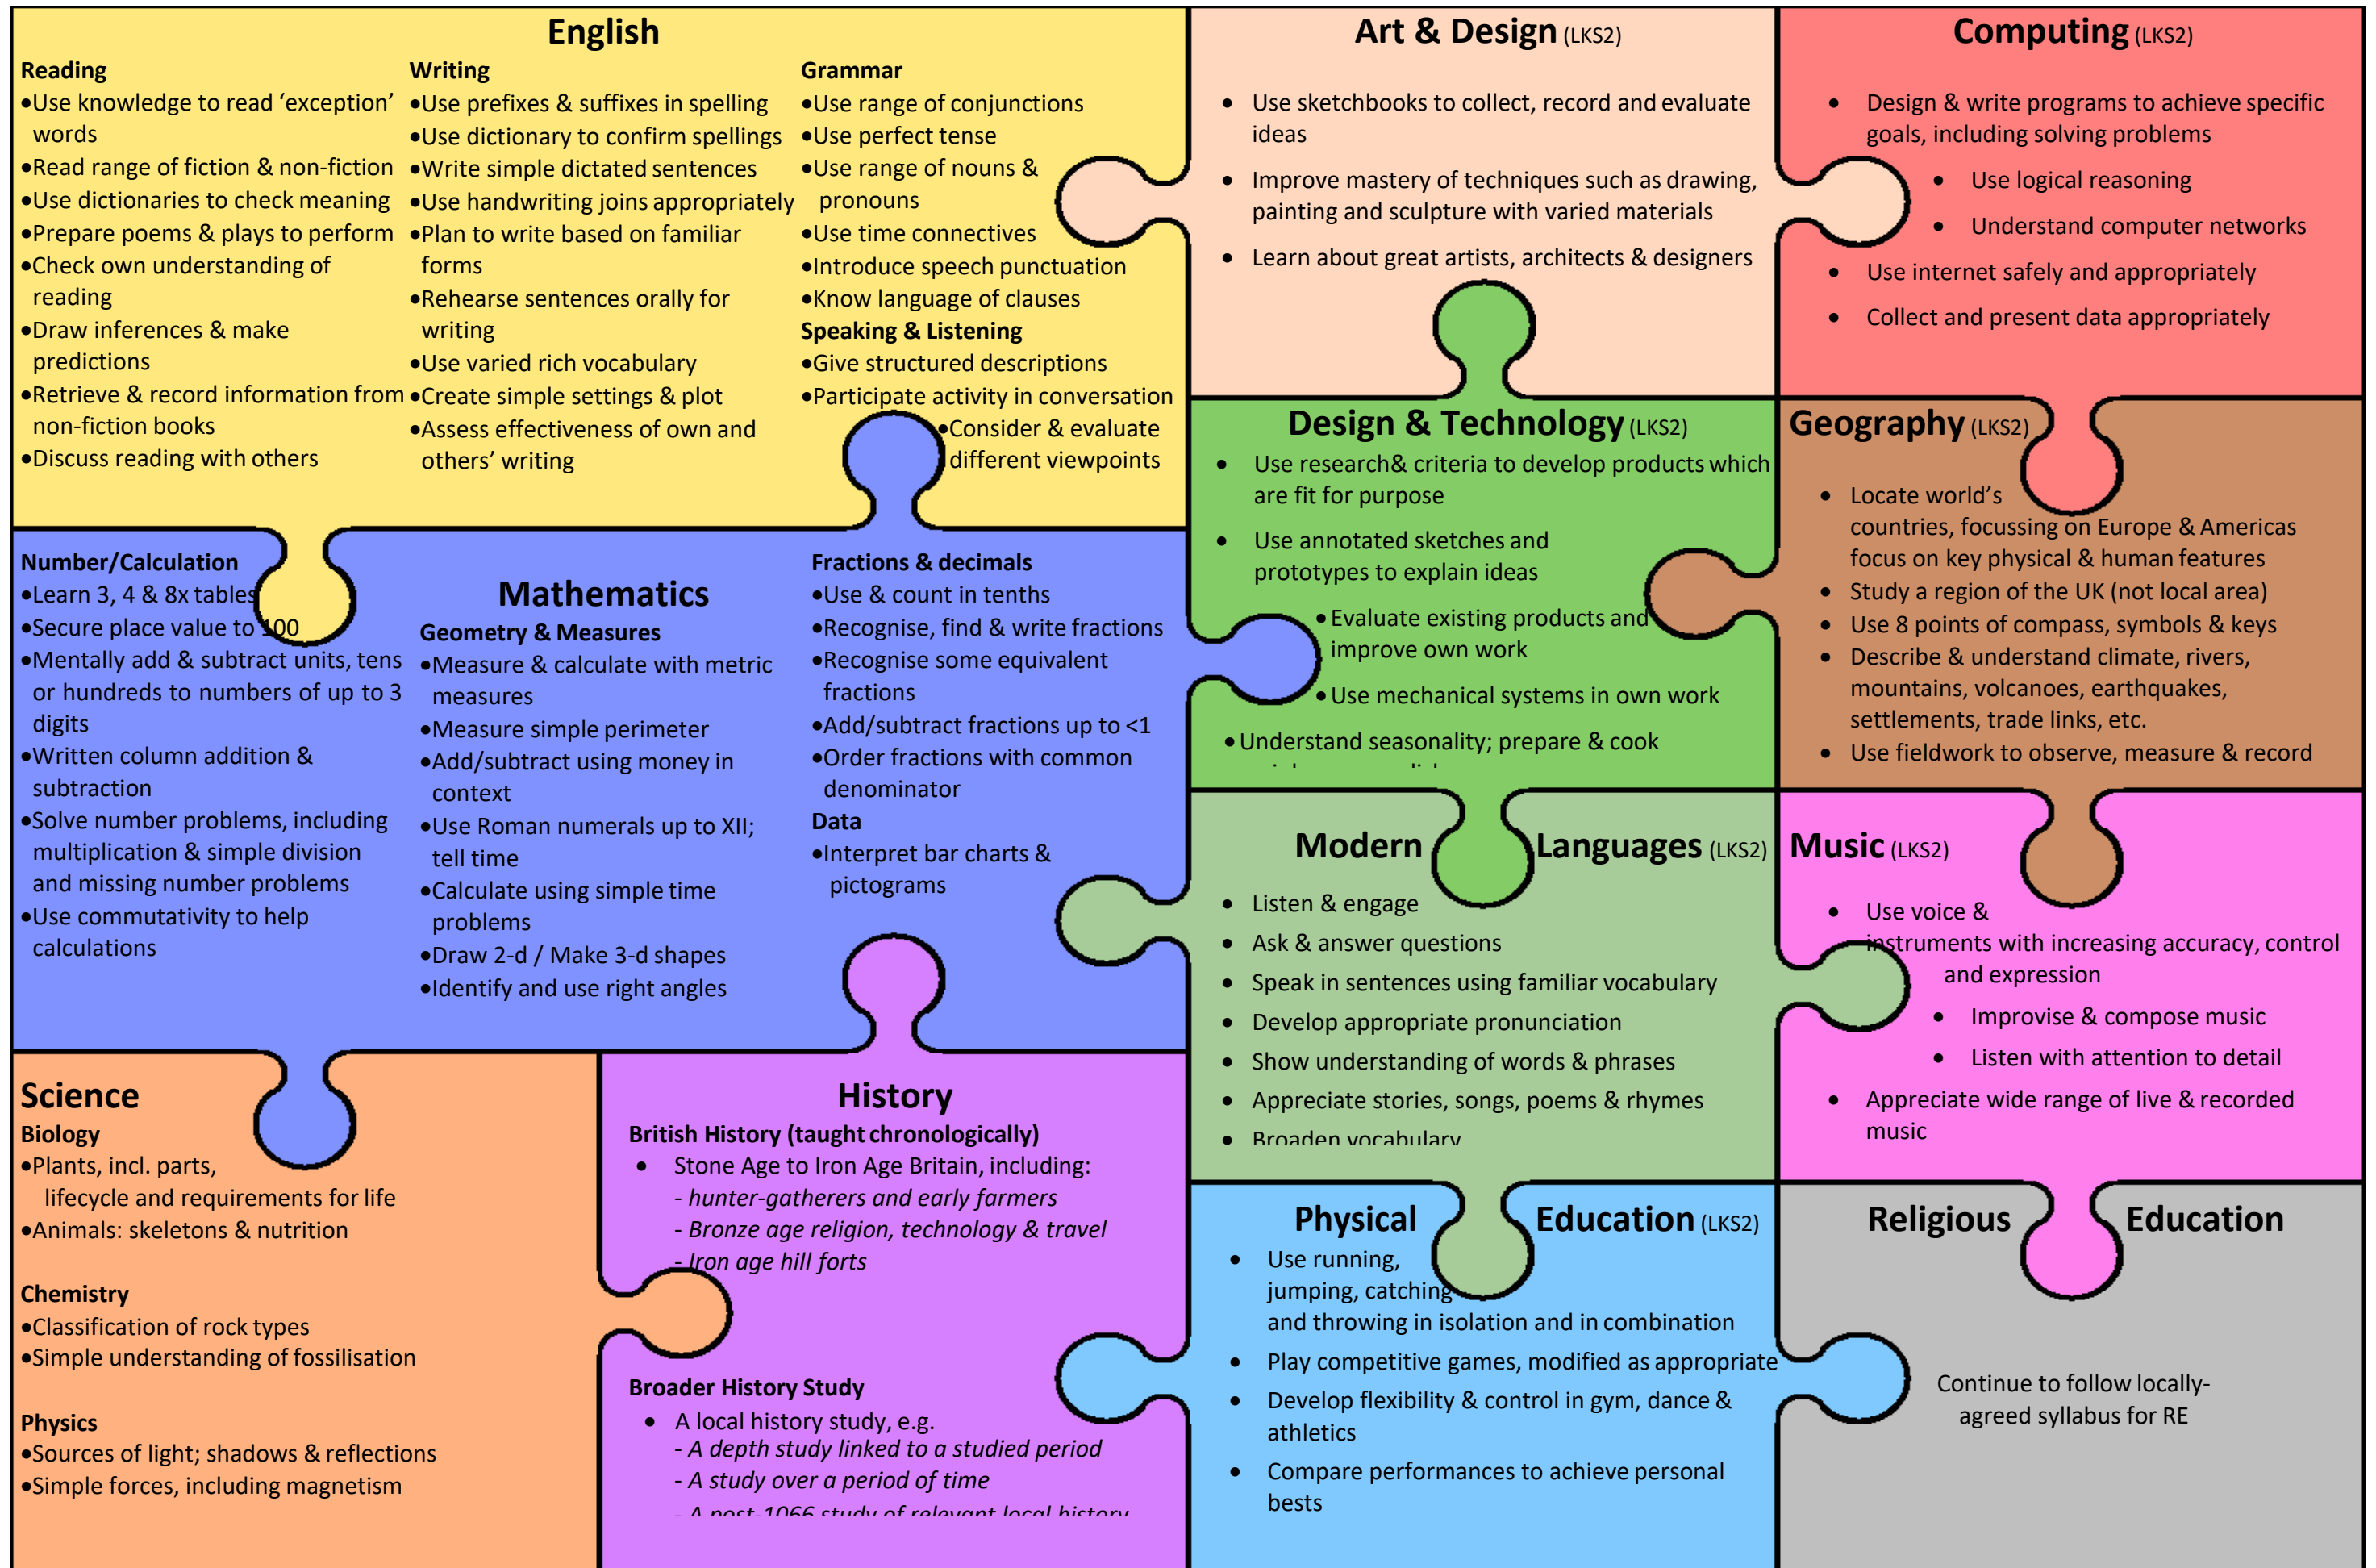 English
Reading
•Use knowledge to read ‘exception’
words
•Read range of fiction & non-fiction
•Use dictionaries to check meaning
•Prepare poems & plays to perform
•Check own understanding of
reading
•Draw inferences & make
predictions
•Retrieve & record information from
non-fiction books
•Discuss reading with others
Writing
•Use prefixes & suffixes in spelling
•Use dictionary to confirm spellings
•Write simple dictated sentences
•Use handwriting joins appropriately
•Plan to write based on familiar
forms
•Rehearse sentences orally for
writing
•Use varied rich vocabulary
•Create simple settings & plot
•Assess effectiveness of own and
others’ writing
Grammar
•Use range of conjunctions
•Use perfect tense
•Use range of nouns &
pronouns
•Use time connectives
•Introduce speech punctuation
•Know language of clauses
Speaking & Listening
•Give structured descriptions
•Participate activity in conversation
•Consider & evaluate
different viewpoints
Art & Design (LKS2)
• Use sketchbooks to collect, record and evaluate
ideas
• Improve mastery of techniques such as drawing,
painting and sculpture with varied materials
• Learn about great artists, architects & designers
Computing (LKS2)
• Design & write programs to achieve specific
goals, including solving problems
• Use logical reasoning
• Understand computer networks
• Use internet safely and appropriately
• Collect and present data appropriately
Number/Calculation
•Learn 3, 4 & 8x tables
•Secure place value to 100
•Mentally add & subtract units, tens
or hundreds to numbers of up to 3
digits
•Written column addition &
subtraction
•Solve number problems, including
multiplication & simple division
and missing number problems
•Use commutativity to help
calculations
Mathematics
Geometry & Measures
•Measure & calculate with metric
measures
•Measure simple perimeter
•Add/subtract using money in
context
•Use Roman numerals up to XII;
tell time
•Calculate using simple time
problems
•Draw 2-d / Make 3-d shapes
•Identify and use right angles
Fractions & decimals
•Use & count in tenths
•Recognise, find & write fractions
•Recognise some equivalent
fractions
•Add/subtract fractions up to <1
•Order fractions with common
denominator
Data
•Interpret bar charts &
pictograms
Design & Technology (LKS2)
• Use research& criteria to develop products which
are fit for purpose
• Use annotated sketches and
prototypes to explain ideas
•Evaluate existing products and
improve own work
•Use mechanical systems in own work
•Understand seasonality; prepare & cook
Geography (LKS2)
• Locate world’s
countries, focussing on Europe & Americas
focus on key physical & human features
• Study a region of the UK (not local area)
• Use 8 points of compass, symbols & keys
• Describe & understand climate, rivers,
mountains, volcanoes, earthquakes,
settlements, trade links, etc.
• Use fieldwork to observe, measure & record
Modern Languages (LKS2)
• Listen & engage
• Ask & answer questions
• Speak in sentences using familiar vocabulary
• Develop appropriate pronunciation
• Show understanding of words & phrases
• Appreciate stories, songs, poems & rhymes
• Broaden vocabulary
Music (LKS2)
• Use voice &
instruments with increasing accuracy, control
and expression
• Improvise & compose music
• Listen with attention to detail
• Appreciate wide range of live & recorded
music
Science
Biology
•Plants, incl. parts,
lifecycle and requirements for life
•Animals: skeletons & nutrition
Chemistry
•Classification of rock types
•Simple understanding of fossilisation
Physics
•Sources of light; shadows & reflections
•Simple forces, including magnetism
History
British History (taught chronologically)
• Stone Age to Iron Age Britain, including:
- hunter-gatherers and early farmers
- Bronze age religion, technology & travel
- Iron age hill forts
Broader History Study
• A local history study, e.g.
- A depth study linked to a studied period
- A study over a period of time
- A post-1066 study of relevant local history
Physical Education (LKS2)
• Use running,
jumping, catching
and throwing in isolation and in combination
• Play competitive games, modified as appropriate
• Develop flexibility & control in gym, dance &
athletics
• Compare performances to achieve personal
bests
Religious Education
Continue to follow locally-
agreed syllabus for RE